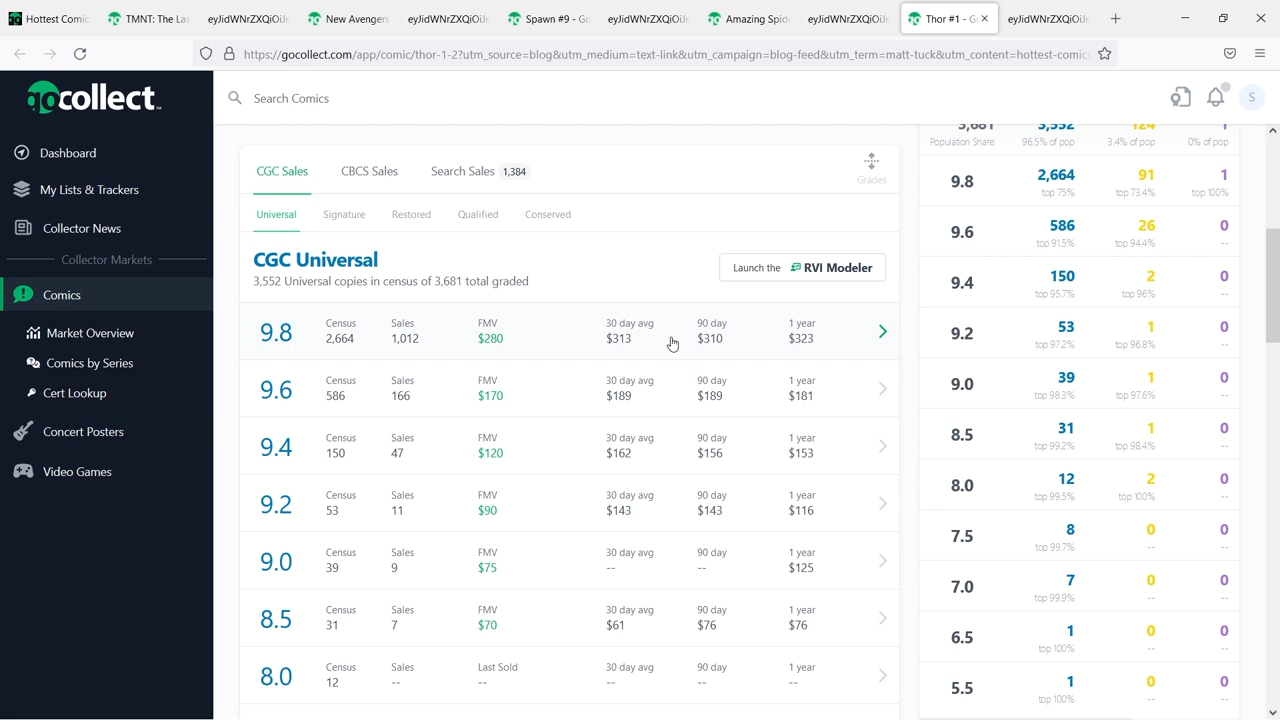 Hottest Comic
TMNT: The Las
eyJidWNrZXQiOiJn
New Avengers
eyJidWNrZXQiOiJn
Spawn #9 - Go
eyJidWNrZXQiOiJn
Amazing Spide
eyJidWNrZXQiOiJn
Thor #1 - G
eyJidWNrZXQiOiJn
https://gocollect.com/app/comic/thor-1-2?utm_source=blog&utm_medium=text-link&utm_campaign=blog-feed&utm_term=matt-tuck&utm_content=hottest-comic
gocollect™
Search Comics
S
Dashboard
My Lists & Trackers
Collector News
Collector Markets
Comics
Market Overview
Comics by Series
Cert Lookup
Concert Posters
Video Games
CGC Sales CBCS Sales Search Sales 1,384
Grades
Universal Signature Restored Qualified Conserved
CGC Universal
3,552 Universal copies in census of 3,681 total graded
Launch the RVI Modeler
9.8 Census Sales FMV 30 day avg 90 day 1 year
2,664 1,012 $280 $313 $310 $323
9.6 Census Sales FMV 30 day avg 90 day 1 year
586 166 $170 $189 $189 $181
9.4 Census Sales FMV 30 day avg 90 day 1 year
150 47 $120 $162 $156 $153
9.2 Census Sales FMV 30 day avg 90 day 1 year
53 11 $90 $143 $143 $116
9.0 Census Sales FMV 30 day avg 90 day 1 year
39 9 $75 -- -- $125
8.5 Census Sales FMV 30 day avg 90 day 1 year
31 7 $70 $61 $76 $76
8.0 Census Sales Last Sold 30 day avg 90 day 1 year
12 -- -- -- -- --
3,681 3,552 124 1
Population Share 96.5% of pop 3.4% of pop 0% of pop
9.8 2,664 91 1
top 75% top 73.4% top 100%
9.6 586 26 0
top 91.5% top 94.4% --
9.4 150 2 0
top 95.7% top 96% --
9.2 53 1 0
top 97.2% top 96.8% --
9.0 39 1 0
top 98.3% top 97.6% --
8.5 31 1 0
top 99.2% top 98.4% --
8.0 12 2 0
top 99.5% top 100% --
7.5 8 0 0
top 99.7% -- --
7.0 7 0 0
top 99.9% -- --
6.5 1 0 0
top 100% -- --
5.5 1 0 0
top 100% -- --